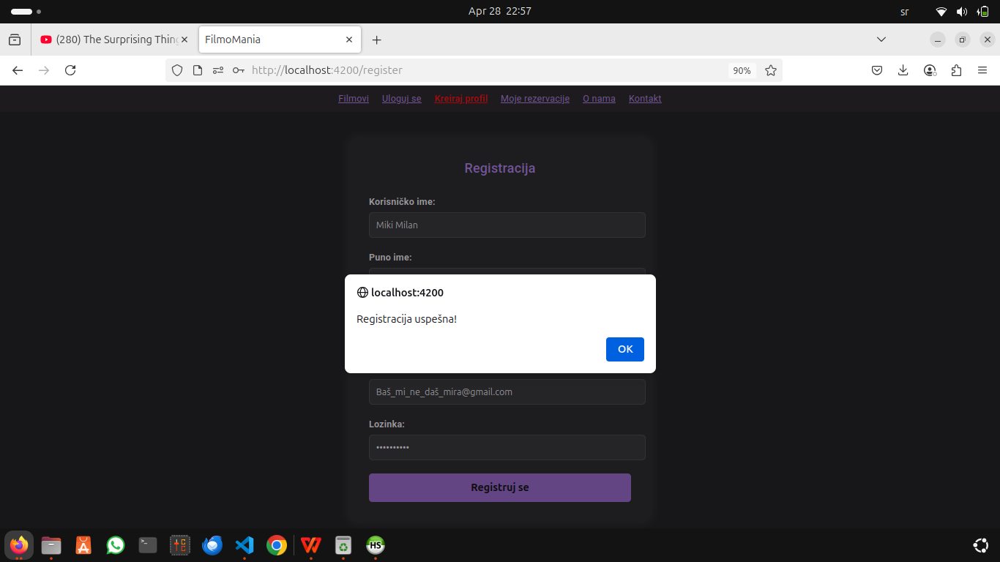 Apr 28 22:57
sr
(280) The Surprising Thing
FilmoMania
http://localhost:4200/register
90%
Filmovi Uloguj se Kreiraj profil Moje rezervacije O nama Kontakt
Registracija
Korisničko ime:
Miki Milan
Puno ime:
localhost:4200
Registracija uspešna!
OK
Baš_mi_ne_daš_mira@gmail.com
Lozinka:
••••••••••
Registruj se
HS